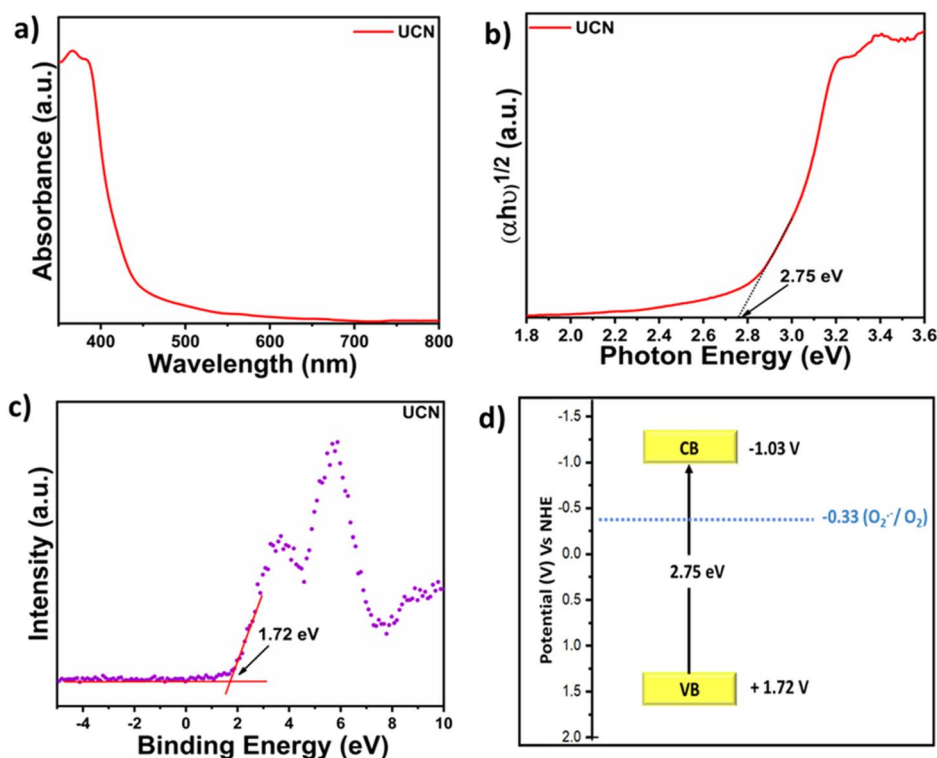 a)
UCN
Absorbance (a.u.)
400 500 600 700 800
Wavelength (nm)
b)
UCN
(αhυ)1/2 (a.u.)
2.75 eV
1.8 2.0 2.2 2.4 2.6 2.8 3.0 3.2 3.4 3.6
Photon Energy (eV)
c)
UCN
Intensity (a.u.)
1.72 eV
-4 -2 0 2 4 6 8 10
Binding Energy (eV)
d)
Potential (V) Vs NHE
-1.5
-1.0
-0.5
0.0
0.5
1.0
1.5
2.0
CB
-1.03 V
-0.33 (O2·-/ O2)
2.75 eV
VB
+ 1.72 V